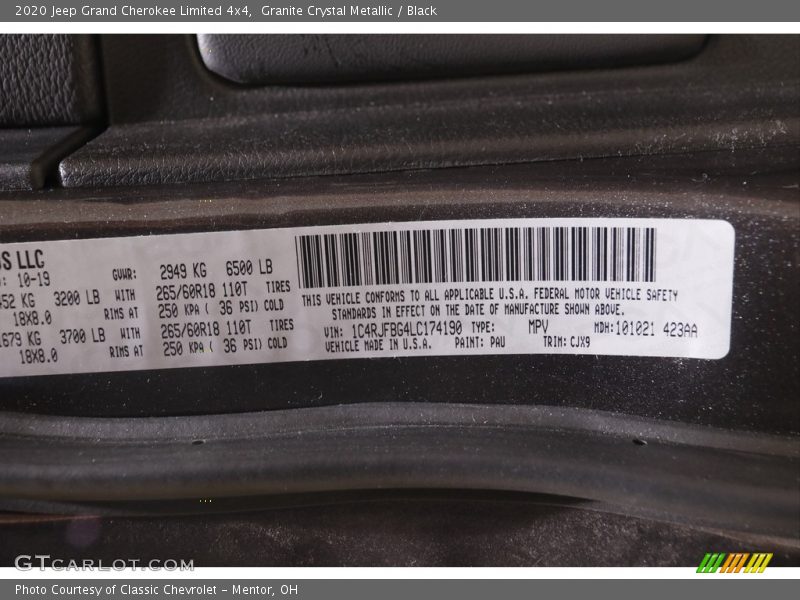 2020 Jeep Grand Cherokee Limited 4x4, Granite Crystal Metallic / Black
US LLC
10-19 GVWR: 2949 KG 6500 LB
452 KG 3200 LB WITH 265/60R18 110T TIRES
18X8.0 RIMS AT 250 KPA ( 36 PSI) COLD
1679 KG 3700 LB WITH 265/60R18 110T TIRES
18X8.0 RIMS AT 250 KPA ( 36 PSI) COLD
THIS VEHICLE CONFORMS TO ALL APPLICABLE U.S.A. FEDERAL MOTOR VEHICLE SAFETY
STANDARDS IN EFFECT ON THE DATE OF MANUFACTURE SHOWN ABOVE.
VIN: 1C4RJFBG4LC174190 TYPE: MPV MDH:101021 423AA
VEHICLE MADE IN U.S.A. PAINT: PAU TRIM:CJX9
GTCARLOT.COM
Photo Courtesy of Classic Chevrolet - Mentor, OH